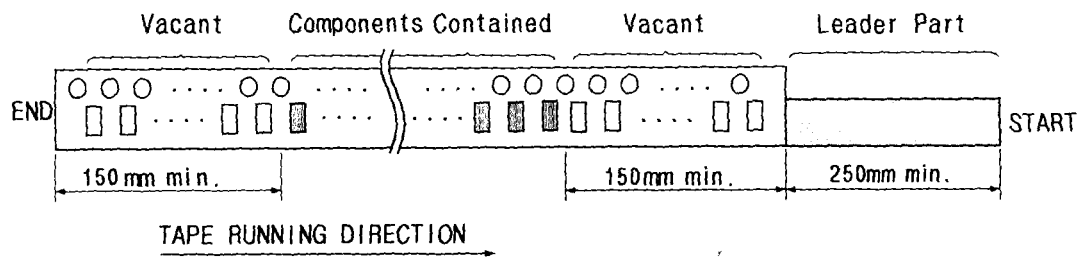 Vacant Components Contained Vacant Leader Part
END START
150mm min. 150mm min. 250mm min.
TAPE RUNNING DIRECTION